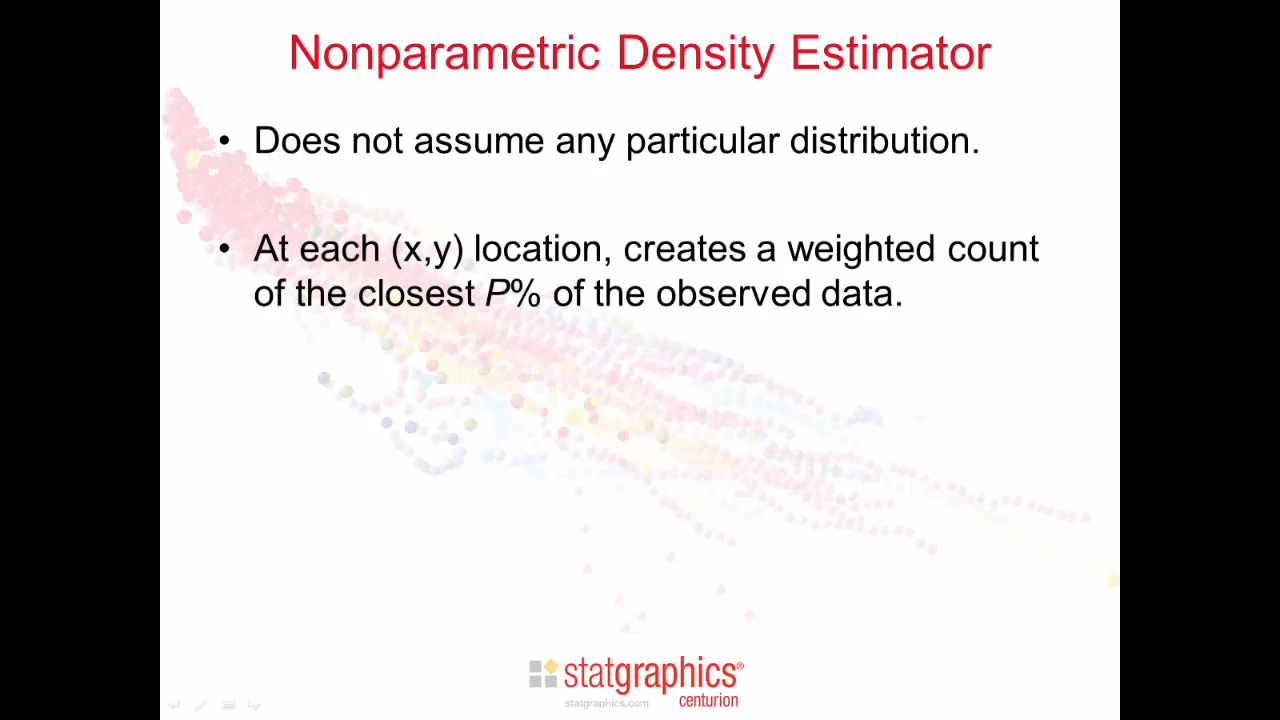 Nonparametric Density Estimator
• Does not assume any particular distribution.
• At each (x,y) location, creates a weighted count
of the closest P% of the observed data.
statgraphics®
centurion
statgraphics.com